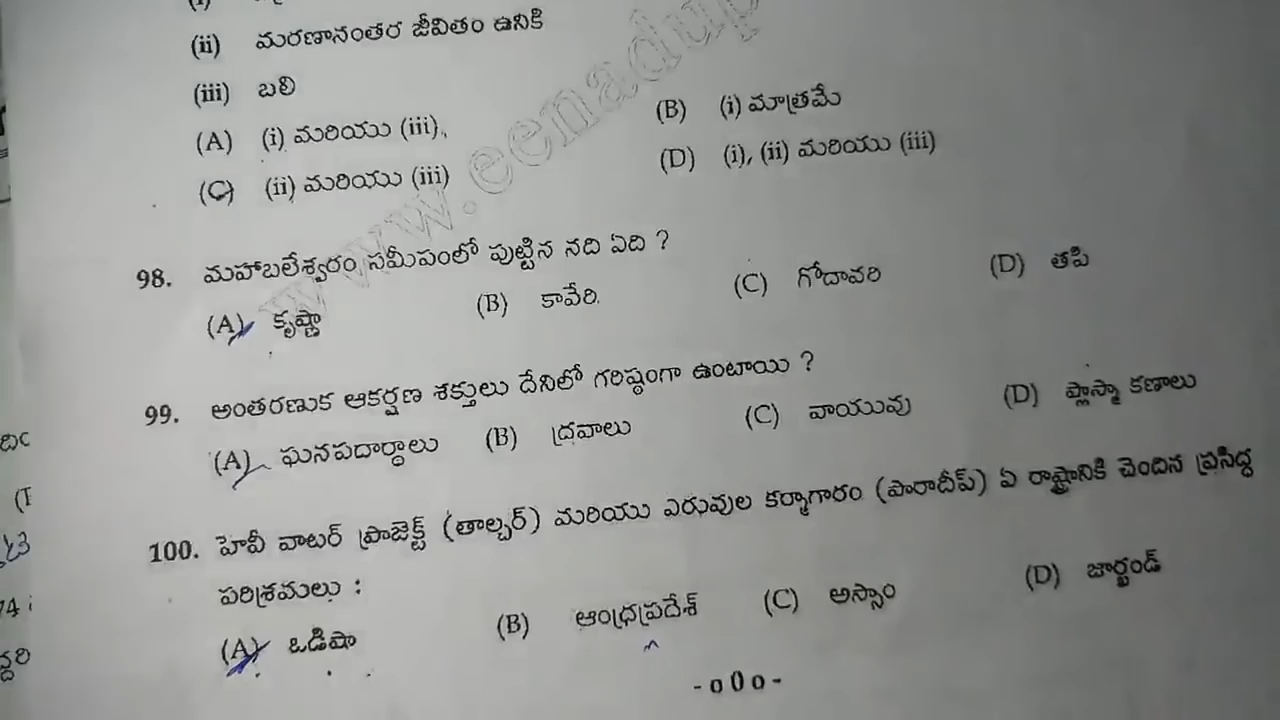 (ii) మరణానంతర జీవితం ఉనికి
(iii) బలి
(A) (i) మరియు (iii), (B) (i) మాత్రమే
(C) (ii) మరియు (iii) (D) (i), (ii) మరియు (iii)
www.eenadup
98. మహాబలేశ్వరం సమీపంలో పుట్టిన నది ఏది ?
(A) కృష్ణా (B) కావేరి (C) గోదావరి (D) తపి
99. అంతరణుక ఆకర్షణ శక్తులు దేనిలో గరిష్ఠంగా ఉంటాయి ?
(A) ఘనపదార్థాలు (B) ద్రవాలు (C) వాయువు (D) ప్లాస్మా కణాలు
100. హెవీ వాటర్ ప్రాజెక్ట్ (తాల్చర్) మరియు ఎరువుల కర్మాగారం (పారాదీప్) ఏ రాష్ట్రానికి చెందిన ప్రసిద్ధ
పరిశ్రమలు :
(A) ఒడిషా (B) ఆంధ్రప్రదేశ్ (C) అస్సాం (D) జార్ఖండ్
- o 0 o -